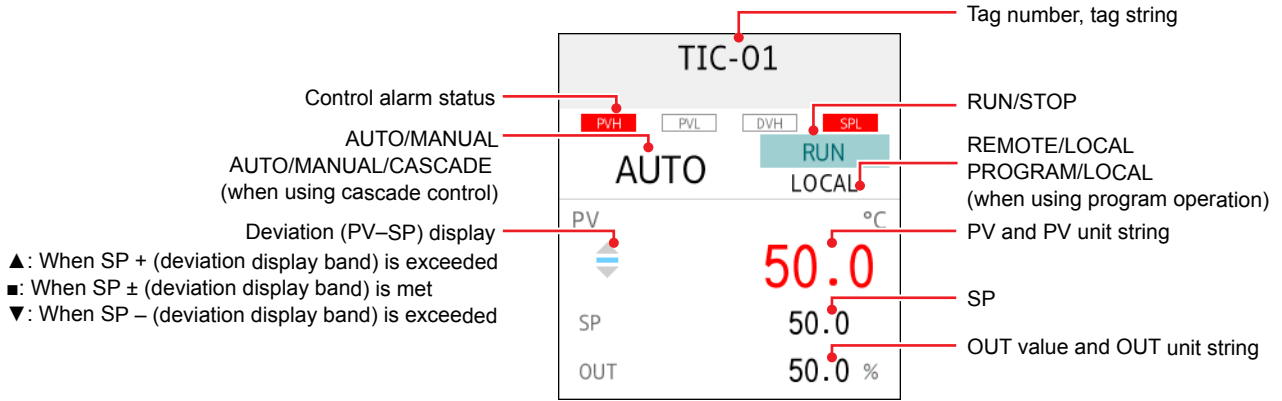 Tag number, tag string
TIC-01
Control alarm status
RUN/STOP
PVH PVL DVH SPL
AUTO/MANUAL
AUTO/MANUAL/CASCADE
(when using cascade control)
AUTO
RUN
LOCAL
REMOTE/LOCAL
PROGRAM/LOCAL
(when using program operation)
PV °C
Deviation (PV–SP) display
PV and PV unit string
▲: When SP + (deviation display band) is exceeded
■: When SP ± (deviation display band) is met
▼: When SP – (deviation display band) is exceeded
50.0
SP
SP 50.0
OUT value and OUT unit string
OUT 50.0 %